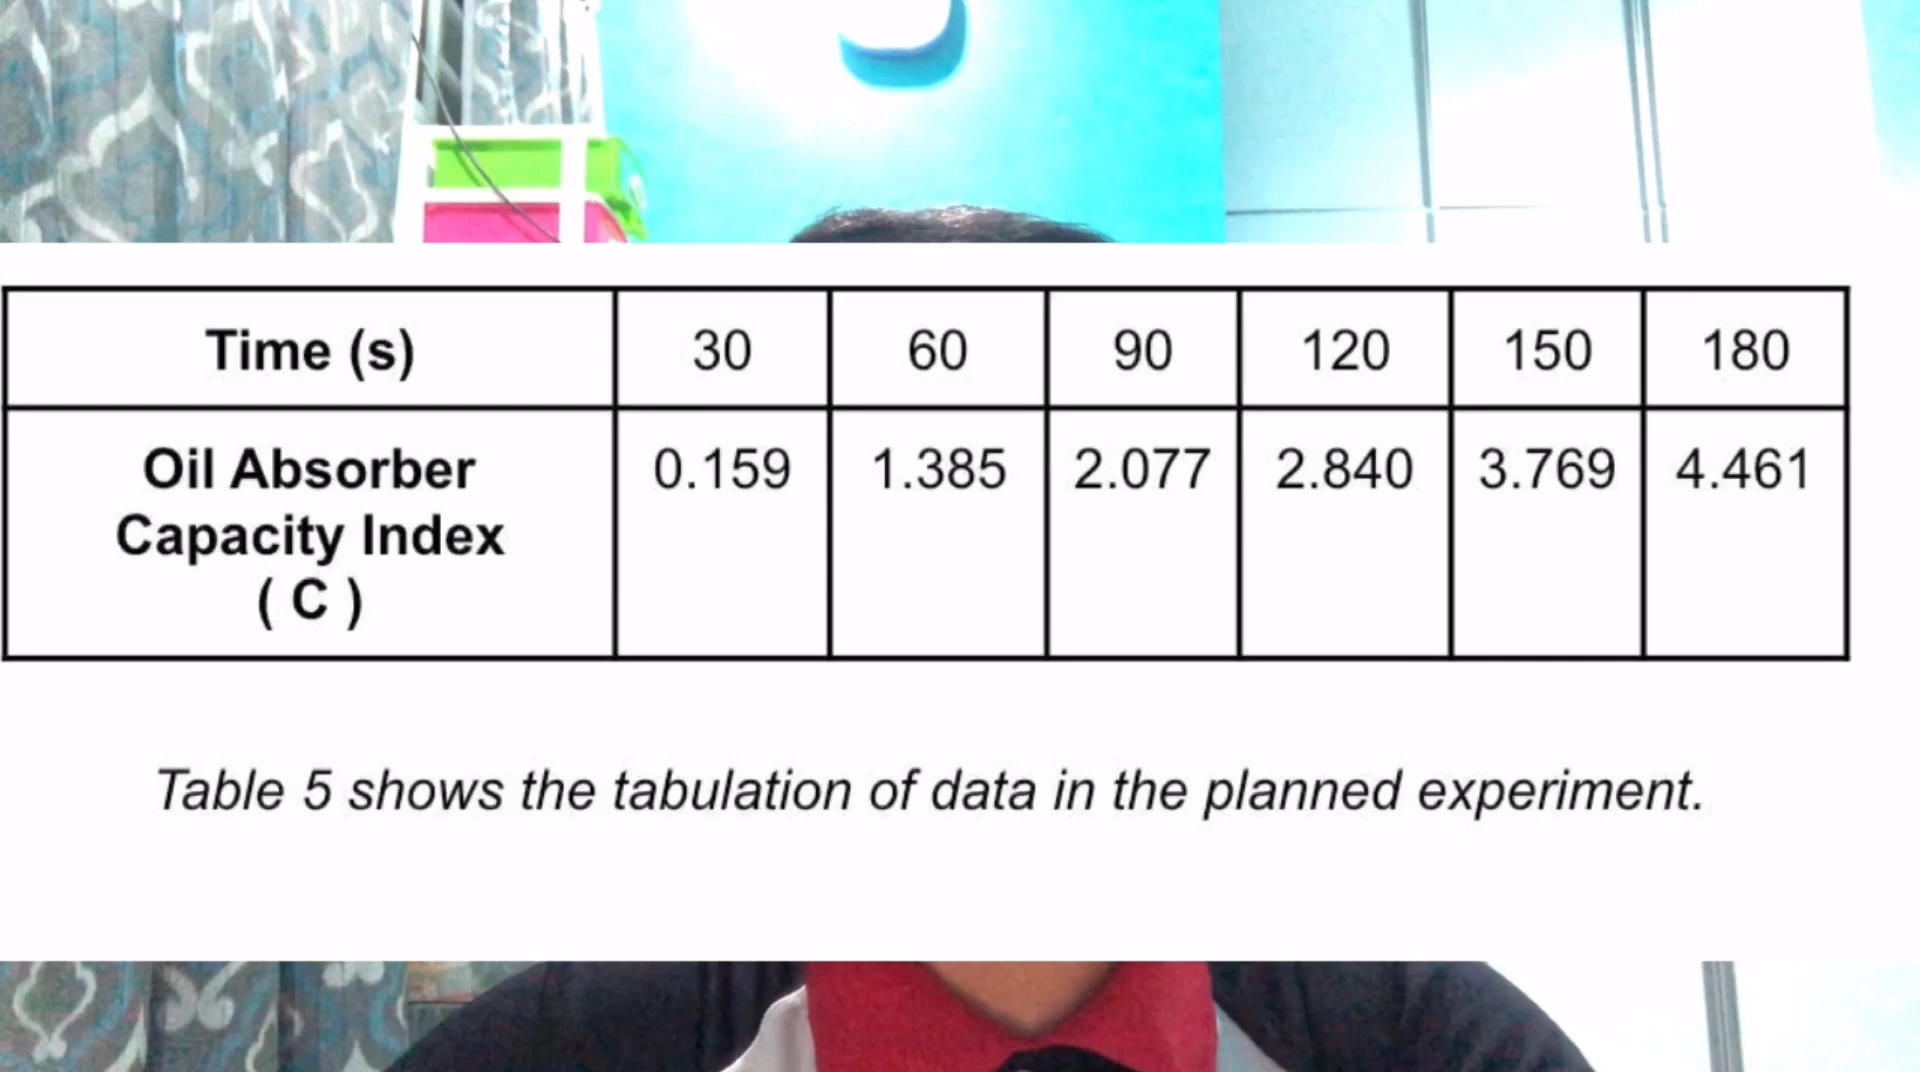 Time (s) 30 60 90 120 150 180
Oil Absorber 0.159 1.385 2.077 2.840 3.769 4.461
Capacity Index
( C )
Table 5 shows the tabulation of data in the planned experiment.